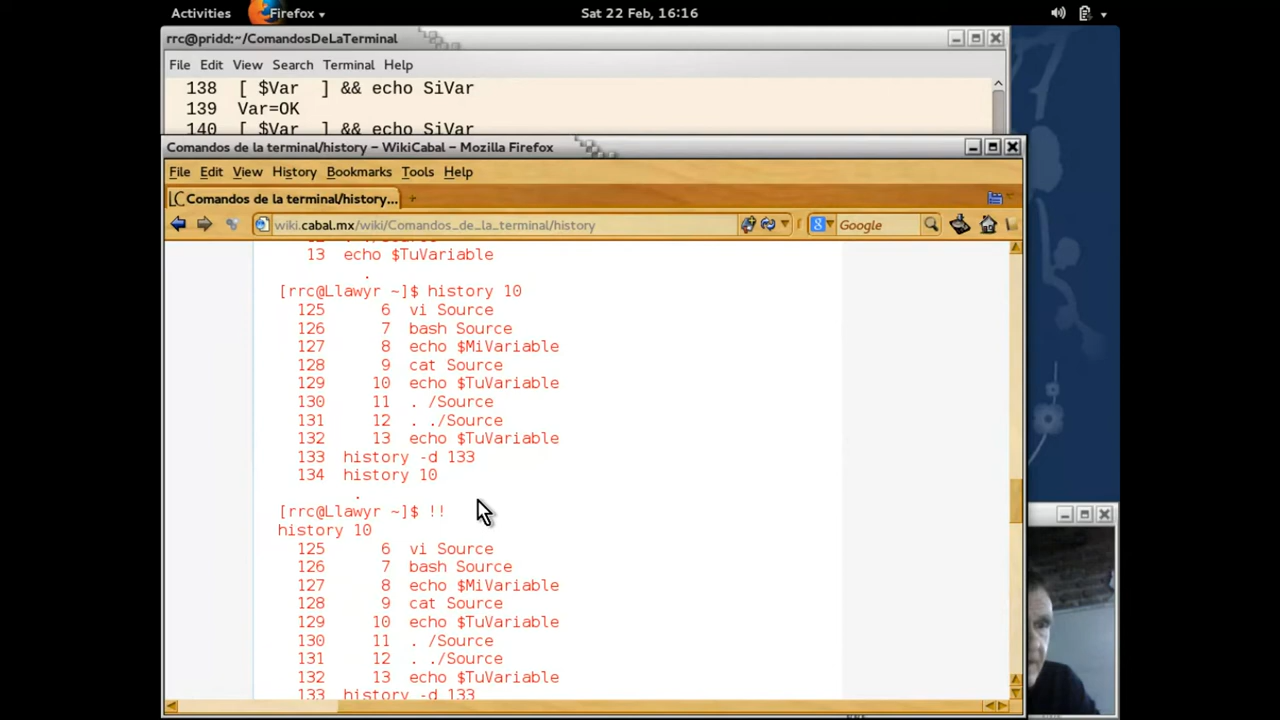 Activities Firefox Sat 22 Feb, 16:16
rrc@pridd:~/ComandosDeLaTerminal
File Edit View Search Terminal Help
138 [ $Var ] && echo SiVar
139 Var=OK
140 [ $Var ] && echo SiVar
Comandos de la terminal/history – WikiCabal – Mozilla Firefox
File Edit View History Bookmarks Tools Help
LC Comandos de la terminal/history...
wiki.cabal.mx/wiki/Comandos_de_la_terminal/history Google
13 echo $TuVariable
.
[rrc@Llawyr ~]$ history 10
125 6 vi Source
126 7 bash Source
127 8 echo $MiVariable
128 9 cat Source
129 10 echo $TuVariable
130 11 . /Source
131 12 . ./Source
132 13 echo $TuVariable
133 history -d 133
134 history 10
.
[rrc@Llawyr ~]$ !!
history 10
125 6 vi Source
126 7 bash Source
127 8 echo $MiVariable
128 9 cat Source
129 10 echo $TuVariable
130 11 . /Source
131 12 . ./Source
132 13 echo $TuVariable
133 history -d 133